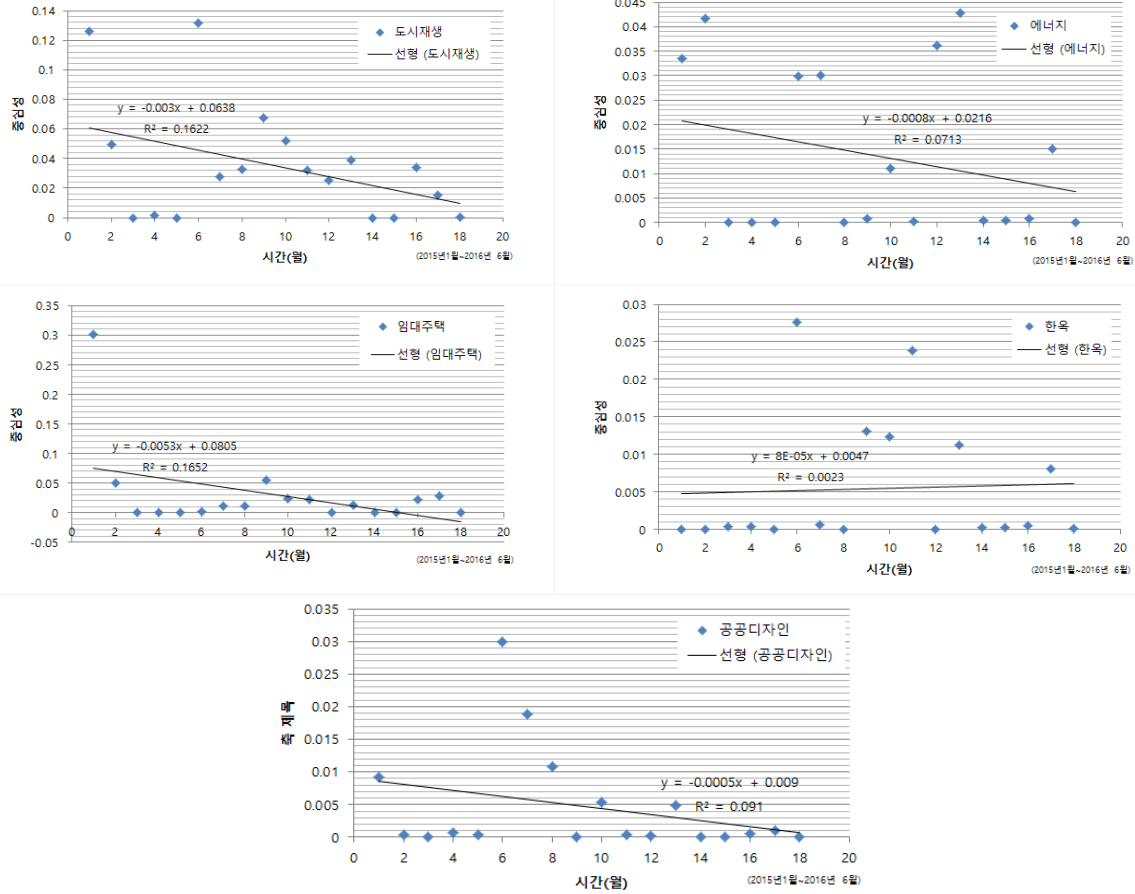 0.14
0.12
0.1
0.08
0.06
0.04
0.02
0
중심성
도시재생
선형 (도시재생)
y = -0.003x + 0.0638
R² = 0.1622
0 2 4 6 8 10 12 14 16 18 20
시간(월)
(2015년1월~2016년 6월)
0.045
0.04
0.035
0.03
0.025
0.02
0.015
0.01
0.005
0
중심성
에너지
선형 (에너지)
y = -0.0008x + 0.0216
R² = 0.0713
0 2 4 6 8 10 12 14 16 18 20
시간(월)
(2015년1월~2016년 6월)
0.35
0.3
0.25
0.2
0.15
0.1
0.05
0
-0.05
중심성
임대주택
선형 (임대주택)
y = -0.0053x + 0.0805
R² = 0.1652
0 2 4 6 8 10 12 14 16 18 20
시간(월)
(2015년1월~2016년 6월)
0.03
0.025
0.02
0.015
0.01
0.005
0
중심성
한옥
선형 (한옥)
y = 8E-05x + 0.0047
R² = 0.0023
0 2 4 6 8 10 12 14 16 18 20
시간(월)
(2015년1월~2016년 6월)
0.035
0.03
0.025
0.02
0.015
0.01
0.005
0
축 제목
공공디자인
선형 (공공디자인)
y = -0.0005x + 0.009
R² = 0.091
0 2 4 6 8 10 12 14 16 18 20
시간(월)
(2015년1월~2016년 6월)